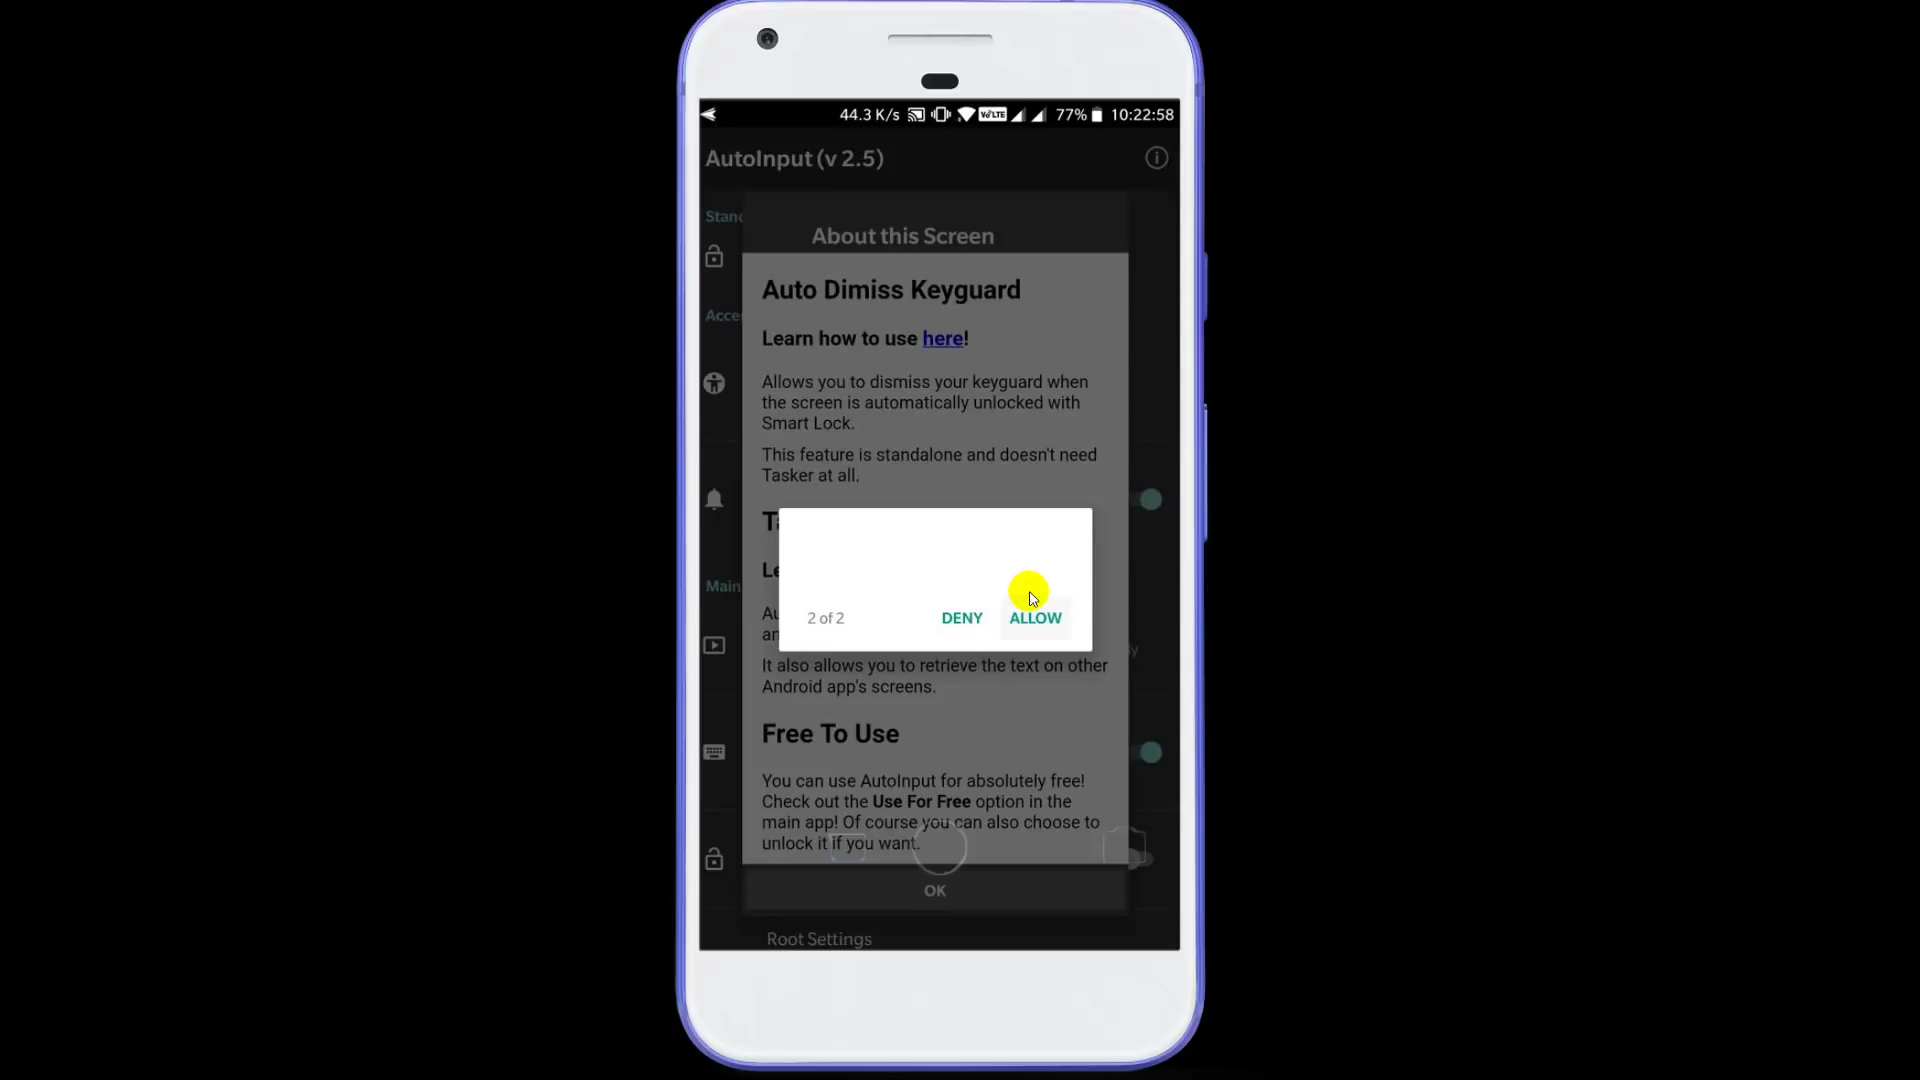 44.3 K/s VoLTE 77% 10:22:58
AutoInput (v 2.5)
Stand
About this Screen
Auto Dimiss Keyguard
Acce
Learn how to use here!
Allows you to dismiss your keyguard when
the screen is automatically unlocked with
Smart Lock.
This feature is standalone and doesn't need
Tasker at all.
Ta
Le
Main
Au
an
2 of 2 DENY ALLOW
It also allows you to retrieve the text on other
Android app's screens.
Free To Use
You can use AutoInput for absolutely free!
Check out the Use For Free option in the
main app! Of course you can also choose to
unlock it if you want.
OK
Root Settings